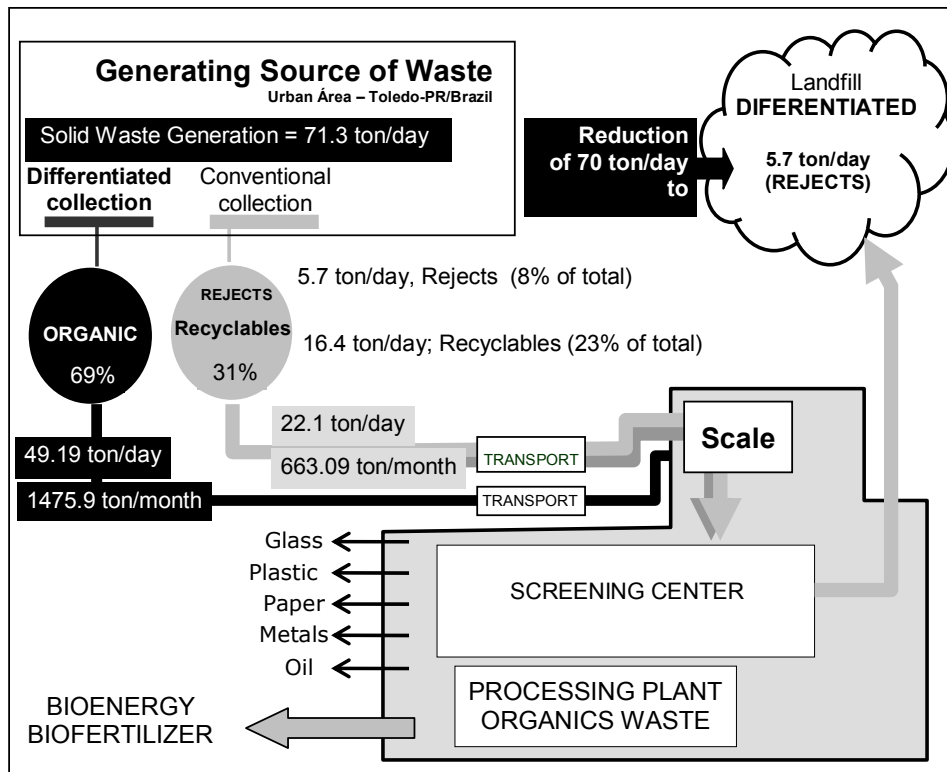 Generating Source of Waste
Urban Área – Toledo-PR/Brazil
Solid Waste Generation = 71.3 ton/day
Differentiated
collection
Conventional
collection
Reduction
of 70 ton/day
to
Landfill
DIFERENTIATED
5.7 ton/day
(REJECTS)
ORGANIC
69%
REJECTS
Recyclables
31%
5.7 ton/day, Rejects (8% of total)
16.4 ton/day; Recyclables (23% of total)
49.19 ton/day
1475.9 ton/month
22.1 ton/day
663.09 ton/month
TRANSPORT
TRANSPORT
Scale
Glass
Plastic
Paper
Metals
Oil
SCREENING CENTER
PROCESSING PLANT
ORGANICS WASTE
BIOENERGY
BIOFERTILIZER